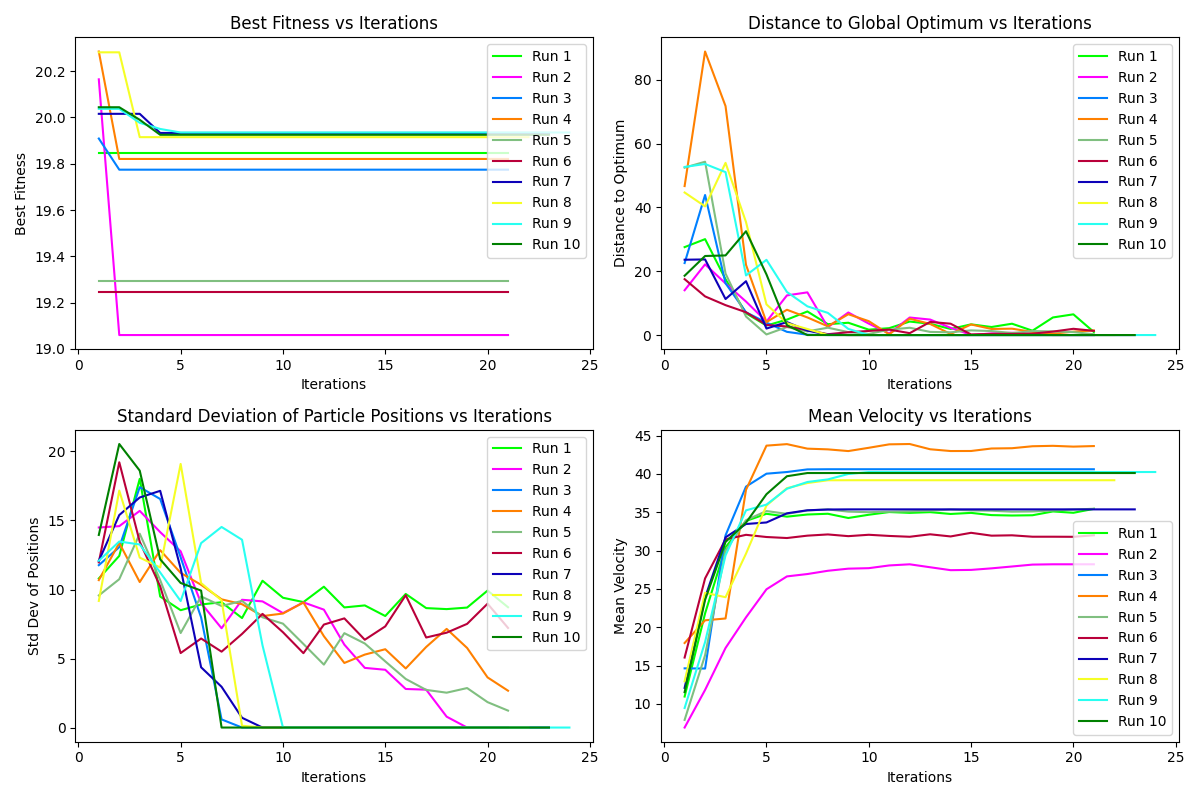 Best Fitness vs Iterations
Best Fitness
20.2
20.0
19.8
19.6
19.4
19.2
19.0
0
5
10
15
20
25
Iterations
Run 1
Run 2
Run 3
Run 4
Run 5
Run 6
Run 7
Run 8
Run 9
Run 10
Distance to Global Optimum vs Iterations
Distance to Optimum
80
60
40
20
0
0
5
10
15
20
25
Iterations
Run 1
Run 2
Run 3
Run 4
Run 5
Run 6
Run 7
Run 8
Run 9
Run 10
Standard Deviation of Particle Positions vs Iterations
Std Dev of Positions
20
15
10
5
0
0
5
10
15
20
25
Iterations
Run 1
Run 2
Run 3
Run 4
Run 5
Run 6
Run 7
Run 8
Run 9
Run 10
Mean Velocity vs Iterations
Mean Velocity
45
40
35
30
25
20
15
10
0
5
10
15
20
25
Iterations
Run 1
Run 2
Run 3
Run 4
Run 5
Run 6
Run 7
Run 8
Run 9
Run 10